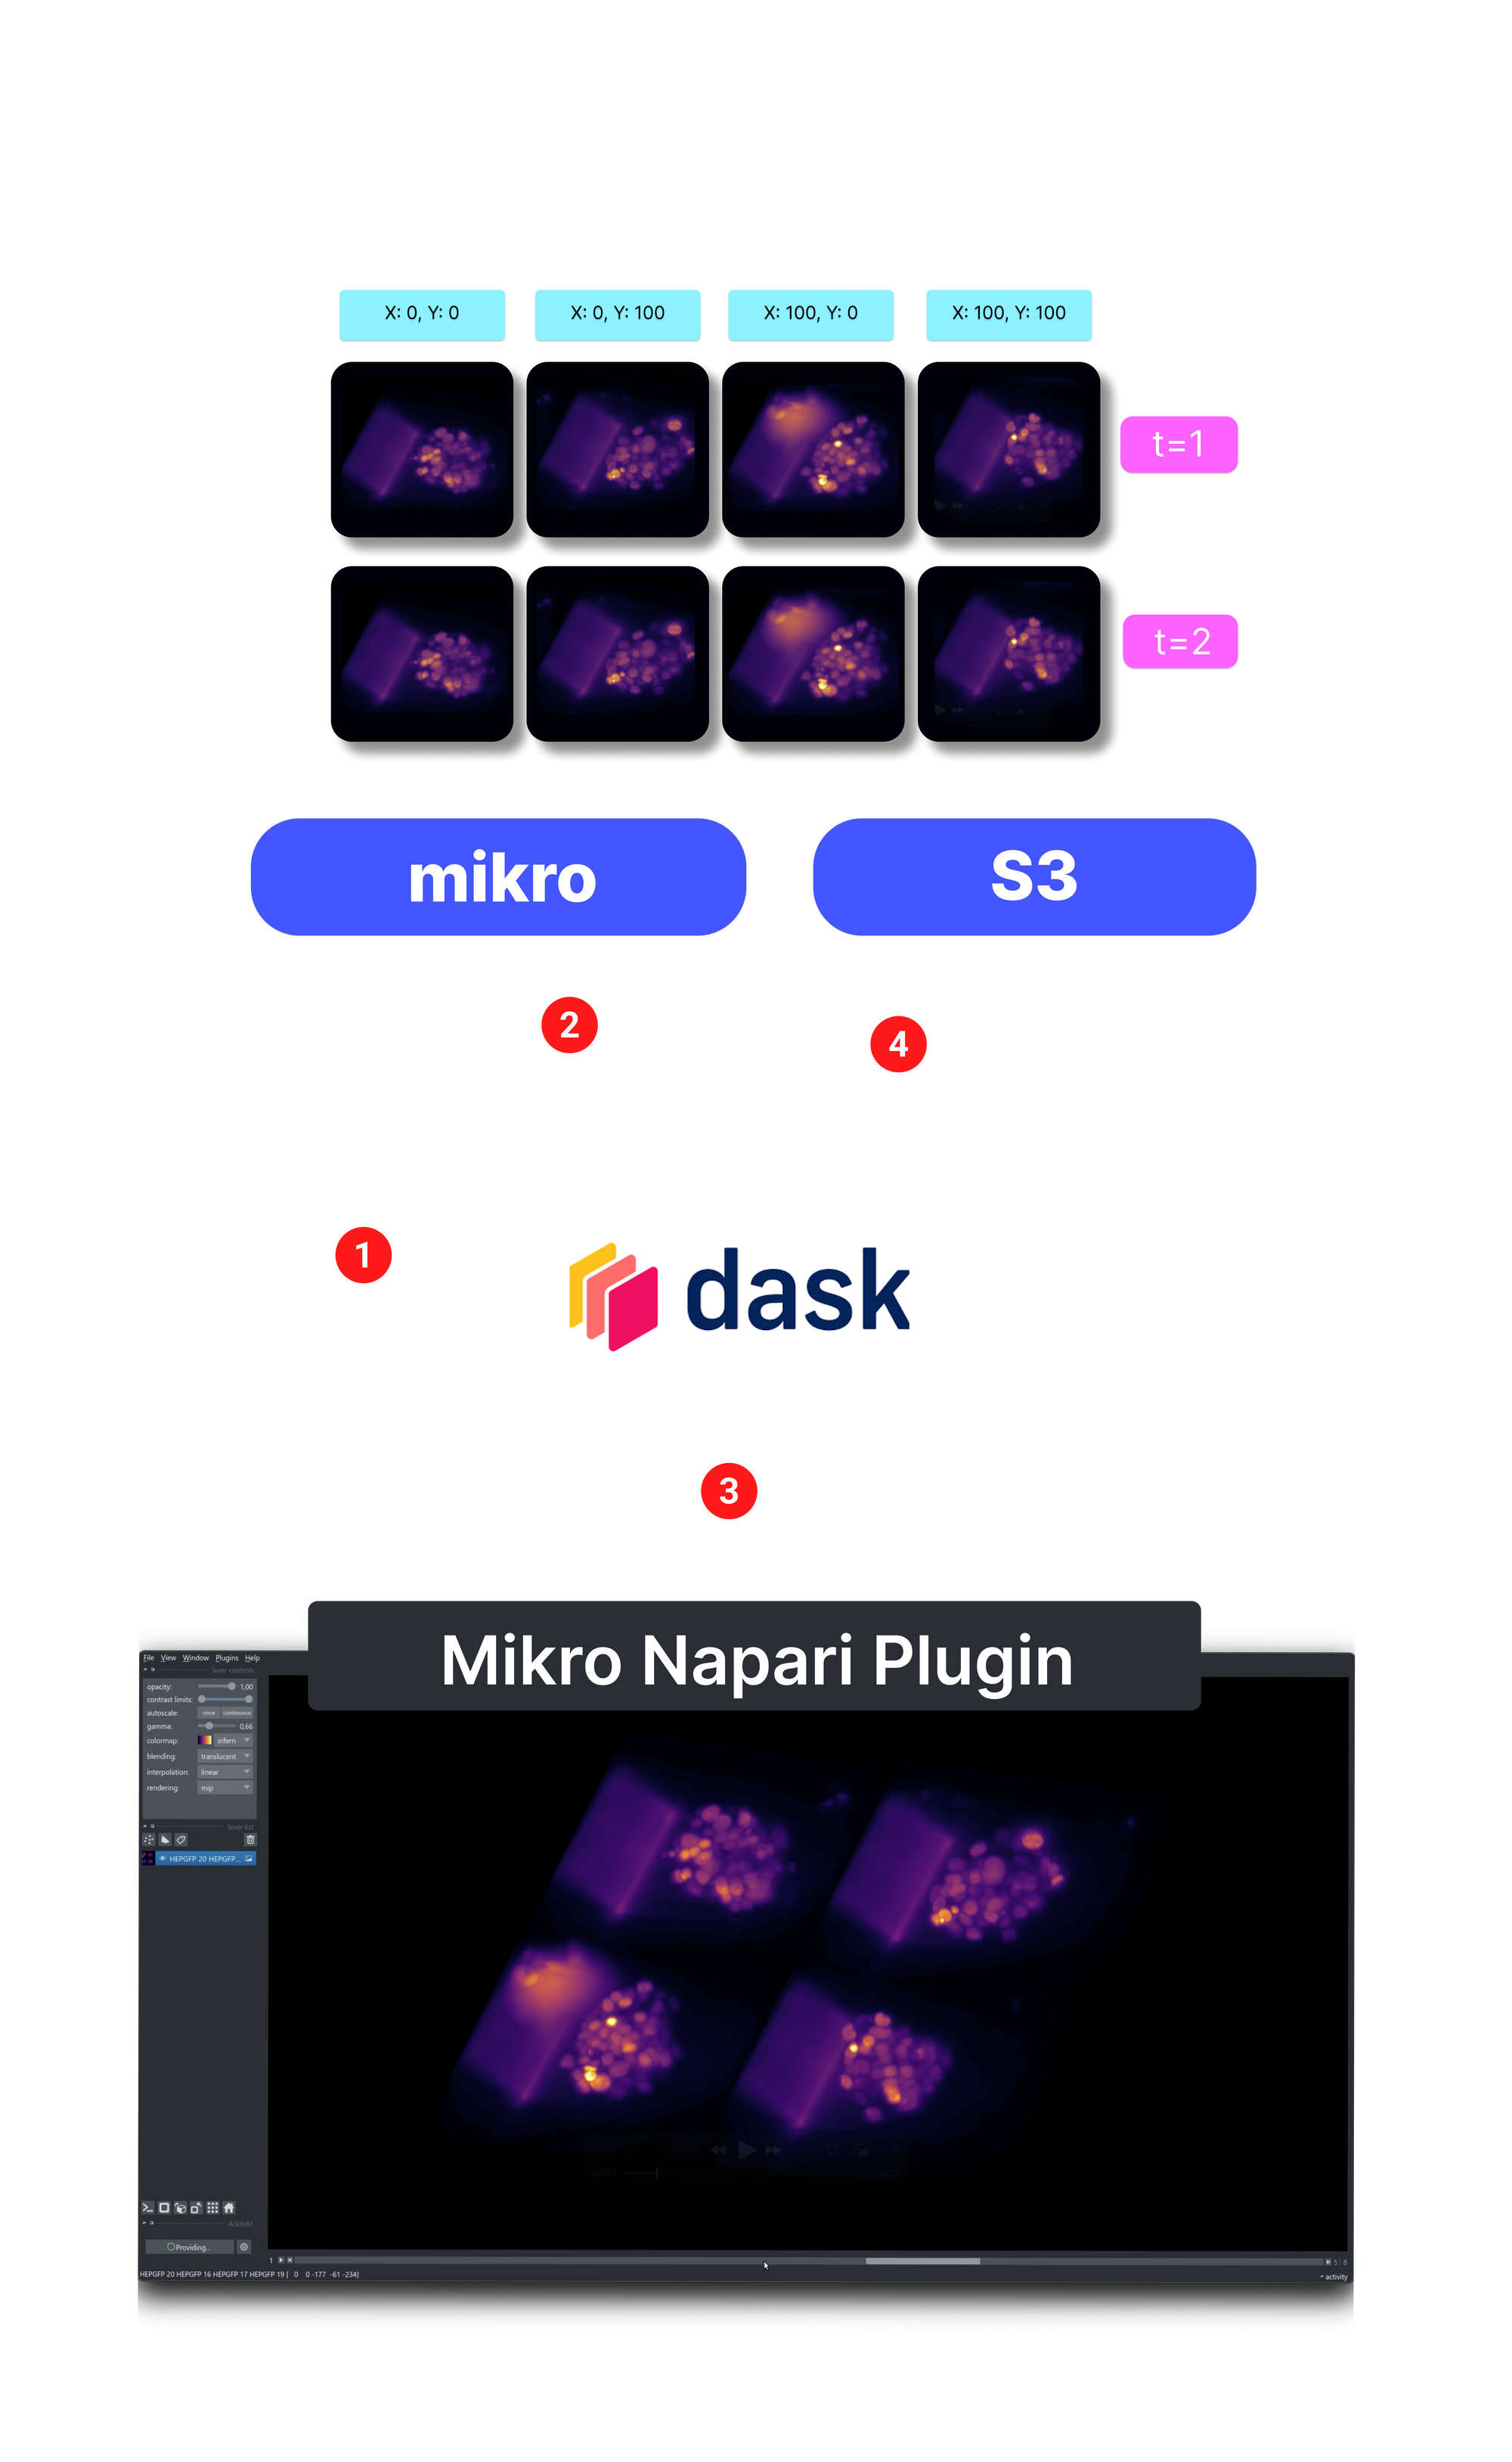 X: 0, Y: 0
X: 0, Y: 100
X: 100, Y: 0
X: 100, Y: 100
t=1
t=2
mikro
S3
2
4
1
dask
3
Mikro Napari Plugin
File View Window Plugins Help
layer controls
opacity: 1,00
contrast limits:
autoscale: once continuous
gamma: 0,66
colormap: infern
blending: translucent
interpolation: linear
rendering: mip
layer list
HEPGFP 20 HEPGFP...
Arkitekt
Providing...
1
5 8
HEPGFP 20 HEPGFP 16 HEPGFP 17 HEPGFP 19 [ 0 0 -177 -61 -234]
activity